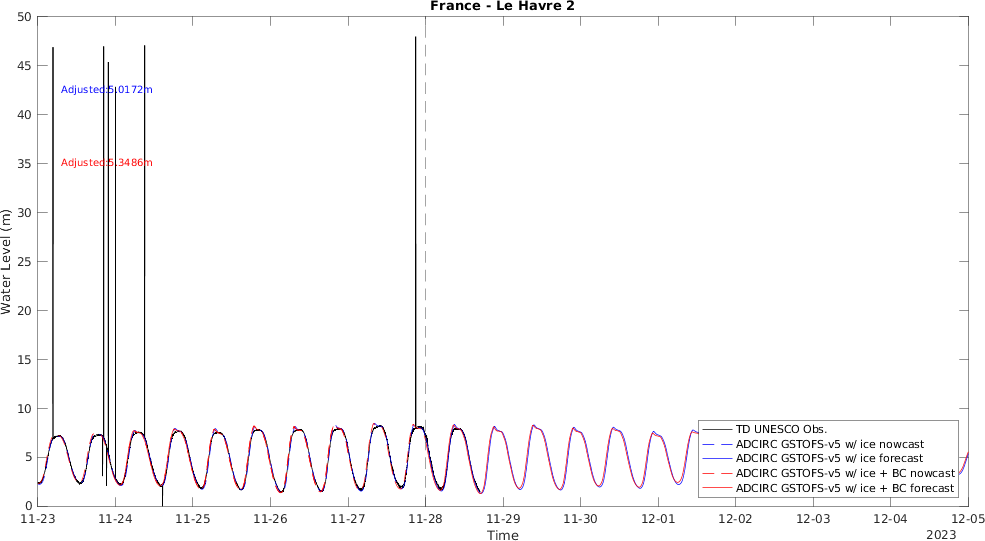 France - Le Havre 2
50
45
40
35
30
25
20
15
10
5
0
Water Level (m)
Adjusted:5.0172m
Adjusted:5.3486m
TD UNESCO Obs.
ADCIRC GSTOFS-v5 w/ ice nowcast
ADCIRC GSTOFS-v5 w/ ice forecast
ADCIRC GSTOFS-v5 w/ ice + BC nowcast
ADCIRC GSTOFS-v5 w/ ice + BC forecast
11-23 11-24 11-25 11-26 11-27 11-28 11-29 11-30 12-01 12-02 12-03 12-04 12-05
Time
2023